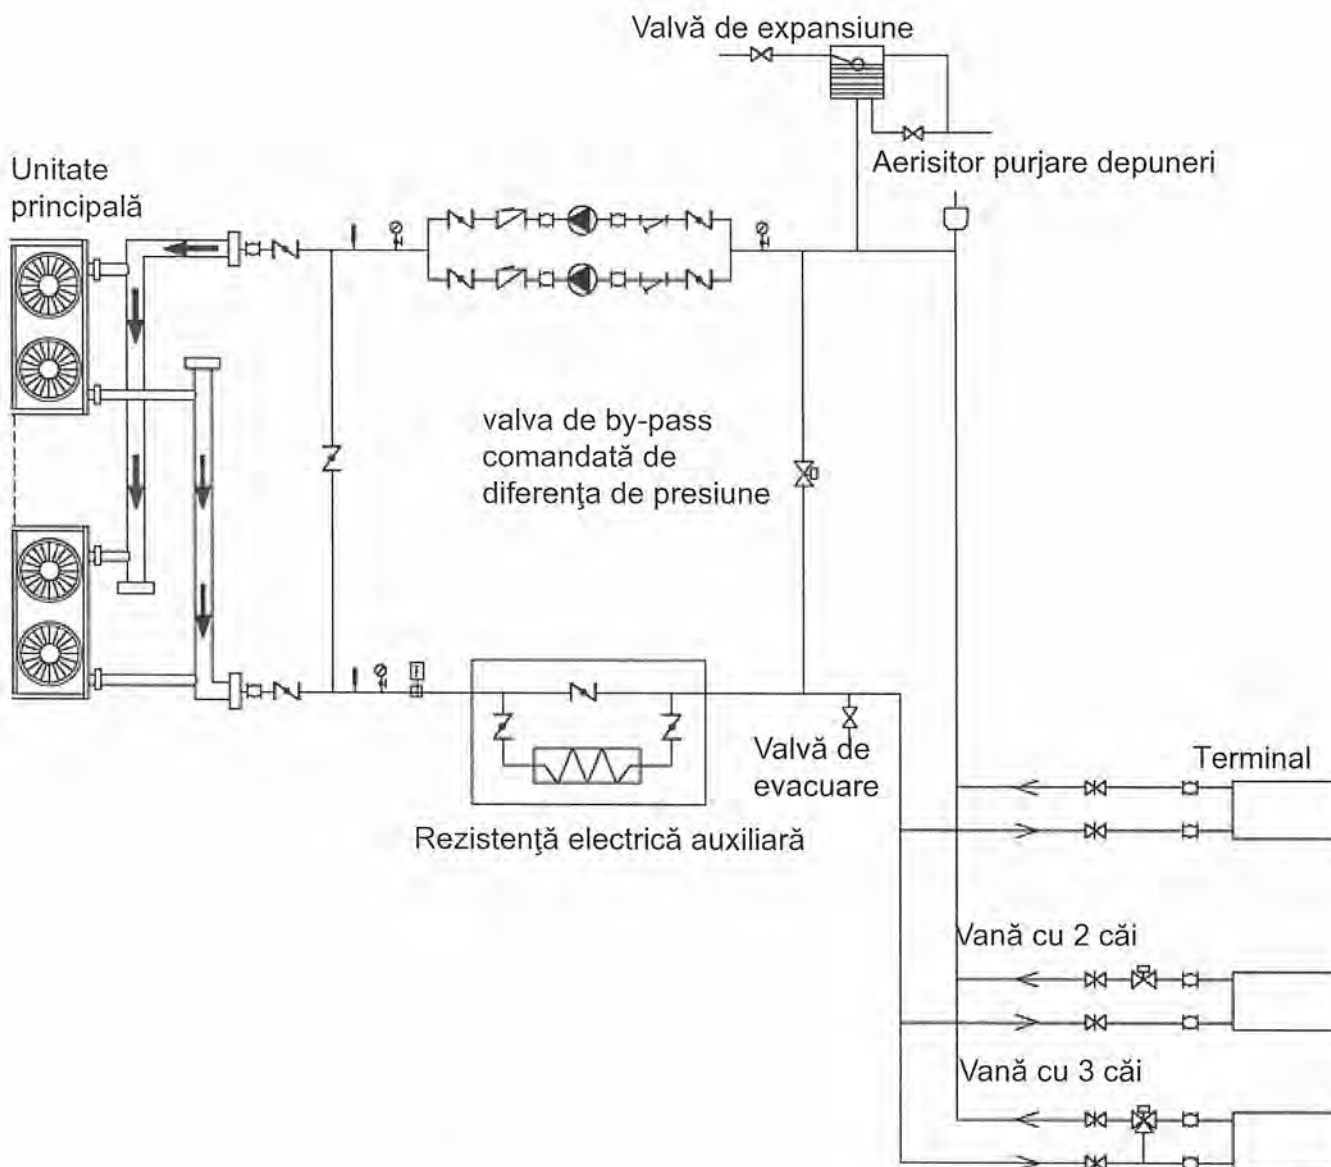 Valvă de expansiune
Aerisitor purjare depuneri
Unitate
principală
valva de by-pass
comandată de
diferenţa de presiune
Valvă de
evacuare
Terminal
Rezistenţă electrică auxiliară
Vană cu 2 căi
Vană cu 3 căi